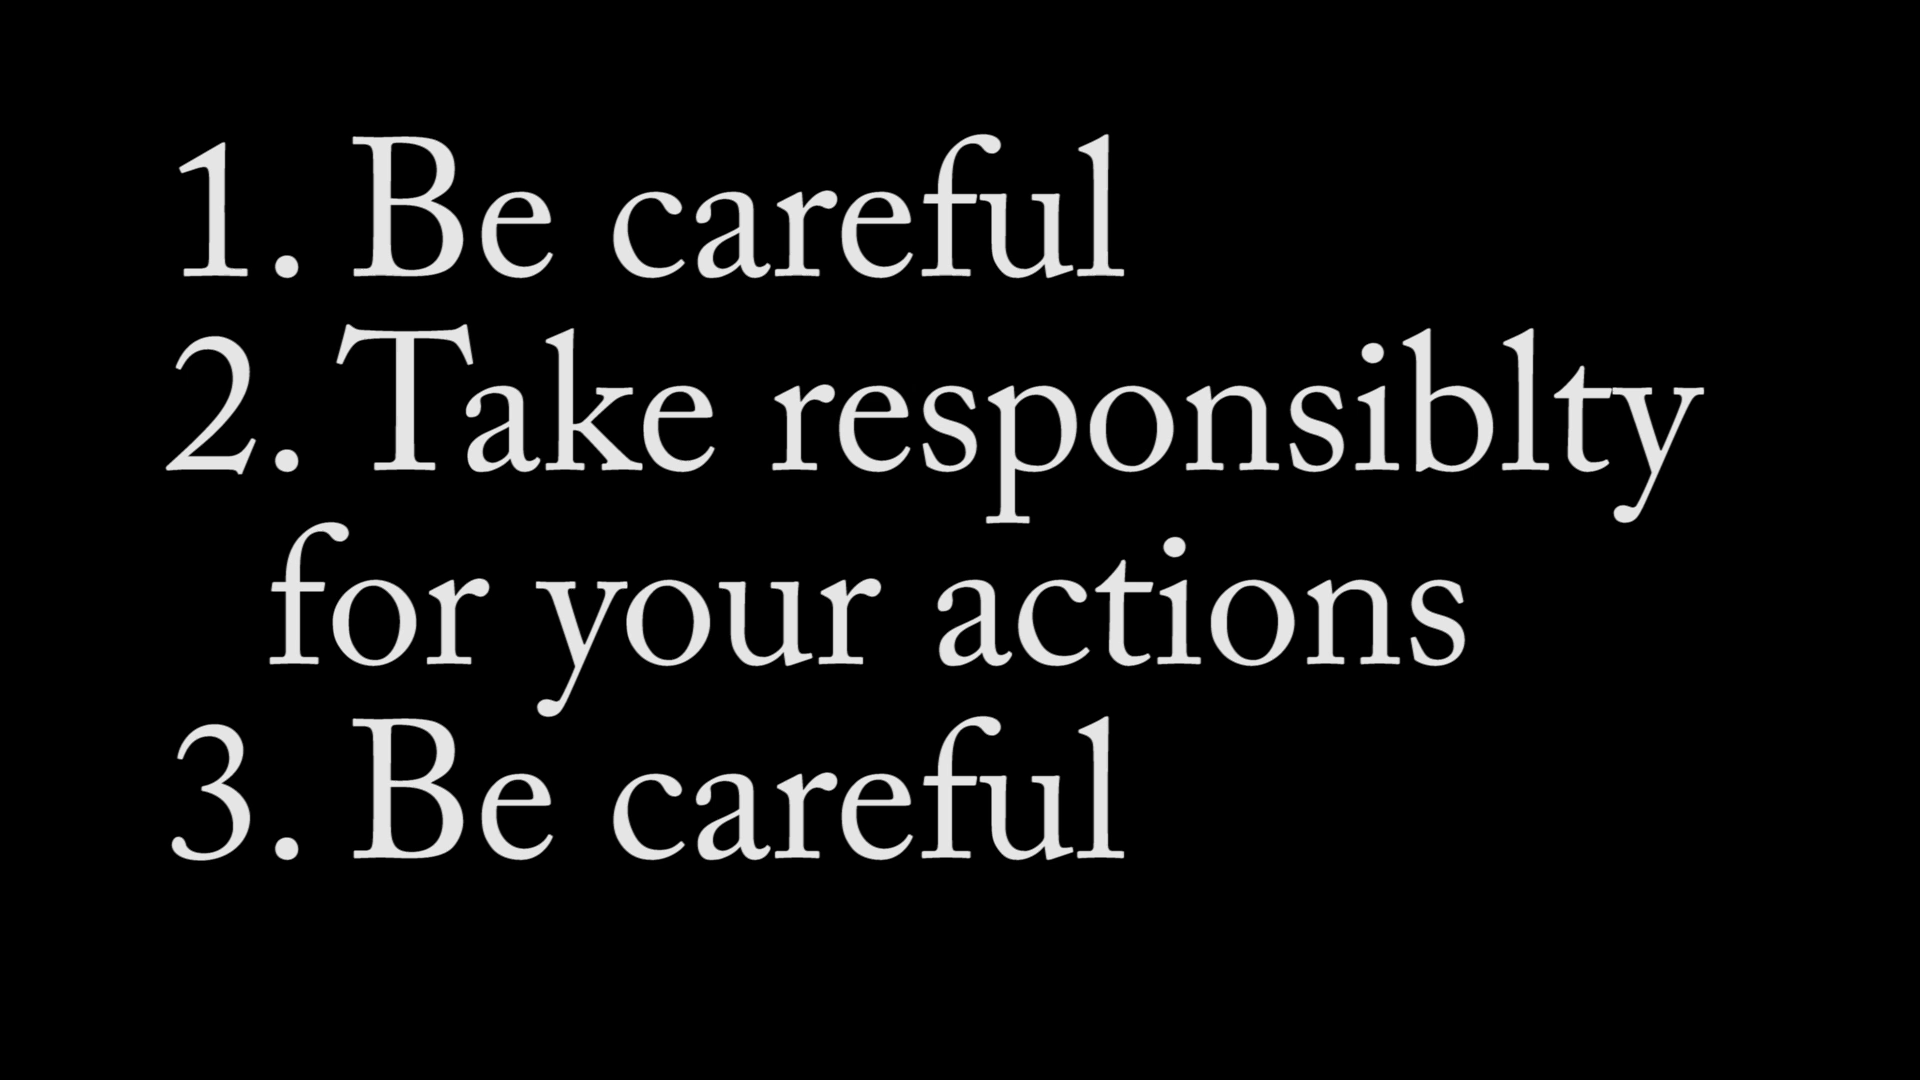 1. Be careful
2. Take responsiblty
for your actions
3. Be careful